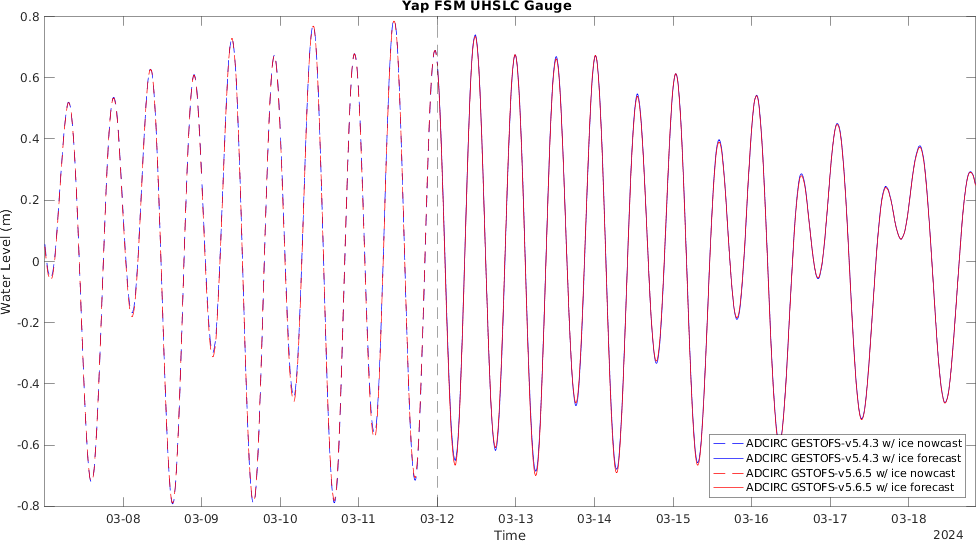 Yap FSM UHSLC Gauge
0.8
0.6
0.4
0.2
0
-0.2
-0.4
-0.6
-0.8
Water Level (m)
ADCIRC GESTOFS-v5.4.3 w/ ice nowcast
ADCIRC GESTOFS-v5.4.3 w/ ice forecast
ADCIRC GSTOFS-v5.6.5 w/ ice nowcast
ADCIRC GSTOFS-v5.6.5 w/ ice forecast
03-08 03-09 03-10 03-11 03-12 03-13 03-14 03-15 03-16 03-17 03-18
Time
2024